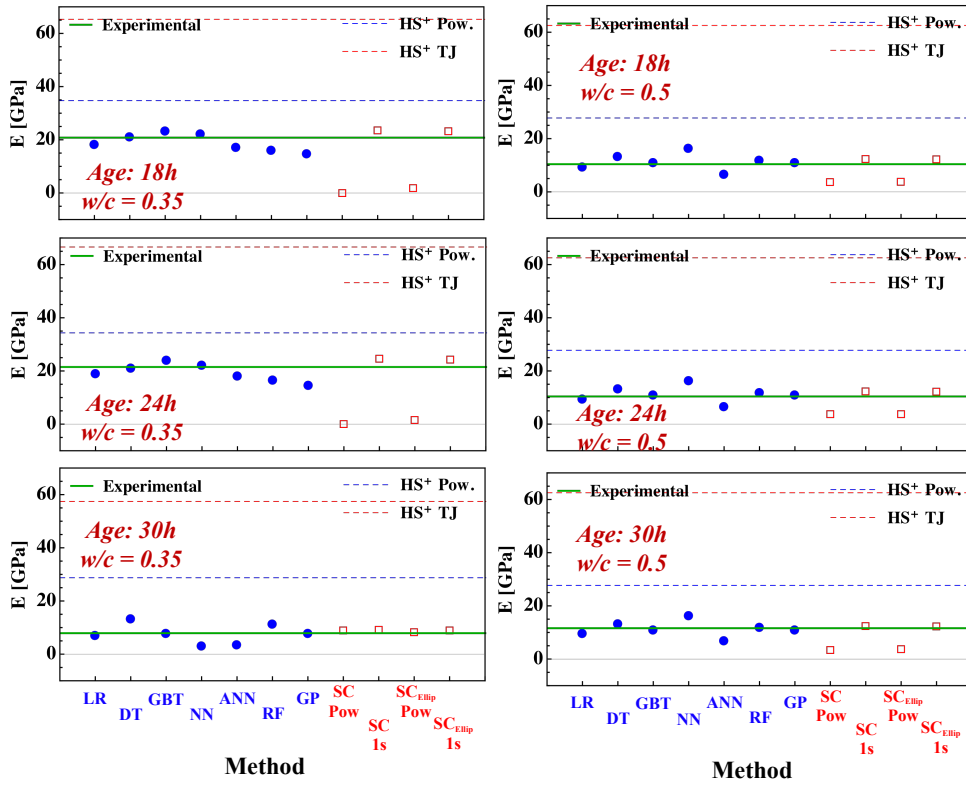 Experimental
HS+ Pow.
HS+ TJ
Age: 18h
w/c = 0.35
E [GPa]
60
40
20
0
Experimental
HS+ Pow.
HS+ TJ
Age: 18h
w/c = 0.5
E [GPa]
60
40
20
0
Experimental
HS+ Pow.
HS+ TJ
Age: 24h
w/c = 0.35
E [GPa]
60
40
20
0
Experimental
HS+ Pow.
HS+ TJ
Age: 24h
w/c = 0.5
E [GPa]
60
40
20
0
Experimental
HS+ Pow.
HS+ TJ
Age: 30h
w/c = 0.35
E [GPa]
60
40
20
0
LR
DT
GBT
NN
ANN
RF
GP
SC
Pow
SC
1s
SCEllip
Pow
SCEllip
1s
Method
Experimental
HS+ Pow.
HS+ TJ
Age: 30h
w/c = 0.5
E [GPa]
60
40
20
0
LR
DT
GBT
NN
ANN
RF
GP
SC
Pow
SC
1s
SCEllip
Pow
SCEllip
1s
Method